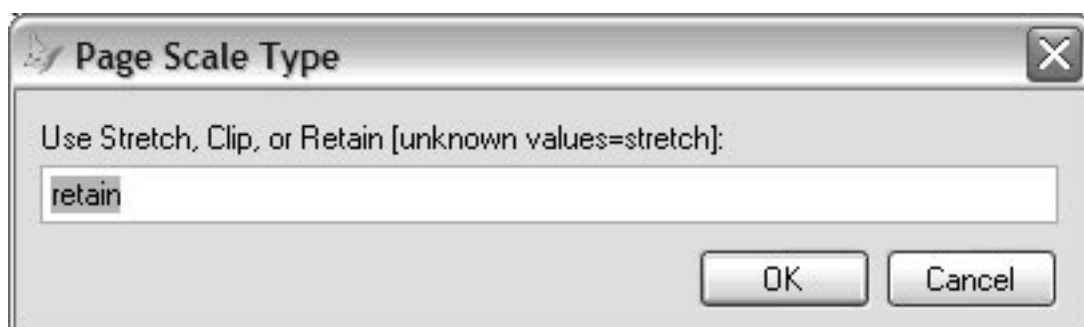 Page Scale Type
Use Stretch, Clip, or Retain [unknown values=stretch]:
retain
OK Cancel